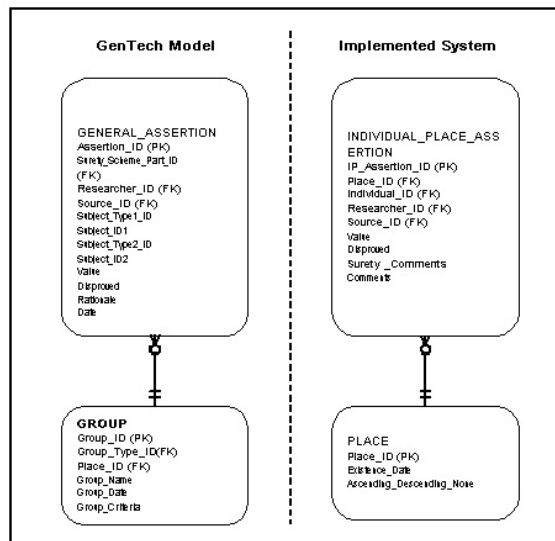 GenTech Model
GENERAL_ASSERTION
Assertion_ID (PK)
Surety_Scheme_Part_ID
(FK)
Researcher_ID (FK)
Source_ID (FK)
Subject_Type1_ID
Subject_ID1
Subject_Type2_ID
Subject_ID2
Value
Disproved
Rationale
Date
GROUP
Group_ID (PK)
Group_Type_ID(FK)
Place_ID (FK)
Group_Name
Group_Date
Group_Criteria
Implemented System
INDIVIDUAL_PLACE_ASS
ERTION
IP_Assertion_ID (PK)
Place_ID (FK)
Individual_ID (FK)
Researcher_ID (FK)
Source_ID (FK)
Value
Disproved
Surety _Comments
Comments
PLACE
Place_ID (PK)
Existence_Date
Ascending_Descending_None